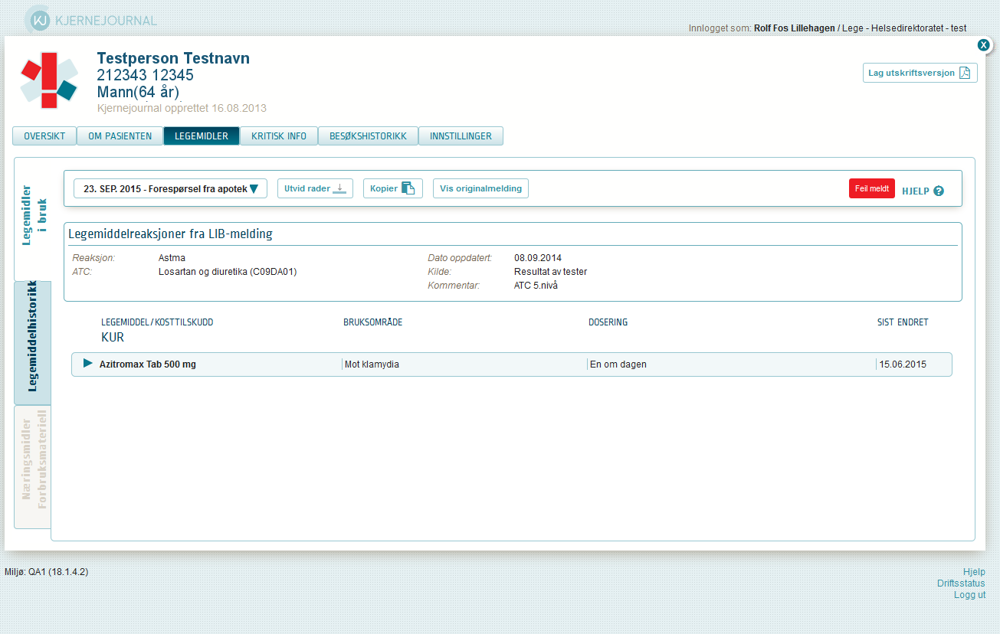 KJ KJERNEJOURNAL
Innlogget som: Rolf Fos Lillehagen / Lege - Helsedirektoratet - test
X
Testperson Testnavn
212343 12345
Mann(64 år)
Kjernejournal opprettet 16.08.2013
Lag utskriftsversjon
OVERSIKT OM PASIENTEN LEGEMIDLER KRITISK INFO BESØKSHISTORIKK INNSTILLINGER
Legemidler
i bruk
Legemiddelhistorikk
Næringsmidler
Forbruksmateriell
23. SEP. 2015 - Forespørsel fra apotek Utvid rader Kopier Vis originalmelding Feil meldt HJELP ?
Legemiddelreaksjoner fra LIB-melding
Reaksjon: Astma Dato oppdatert: 08.09.2014
ATC: Losartan og diuretika (C09DA01) Kilde: Resultat av tester
Kommentar: ATC 5.nivå
LEGEMIDDEL/KOSTTILSKUDD BRUKSOMRÅDE DOSERING SIST ENDRET
KUR
Azitromax Tab 500 mg Mot klamydia En om dagen 15.06.2015
Miljø: QA1 (18.1.4.2)
Hjelp
Driftsstatus
Logg ut